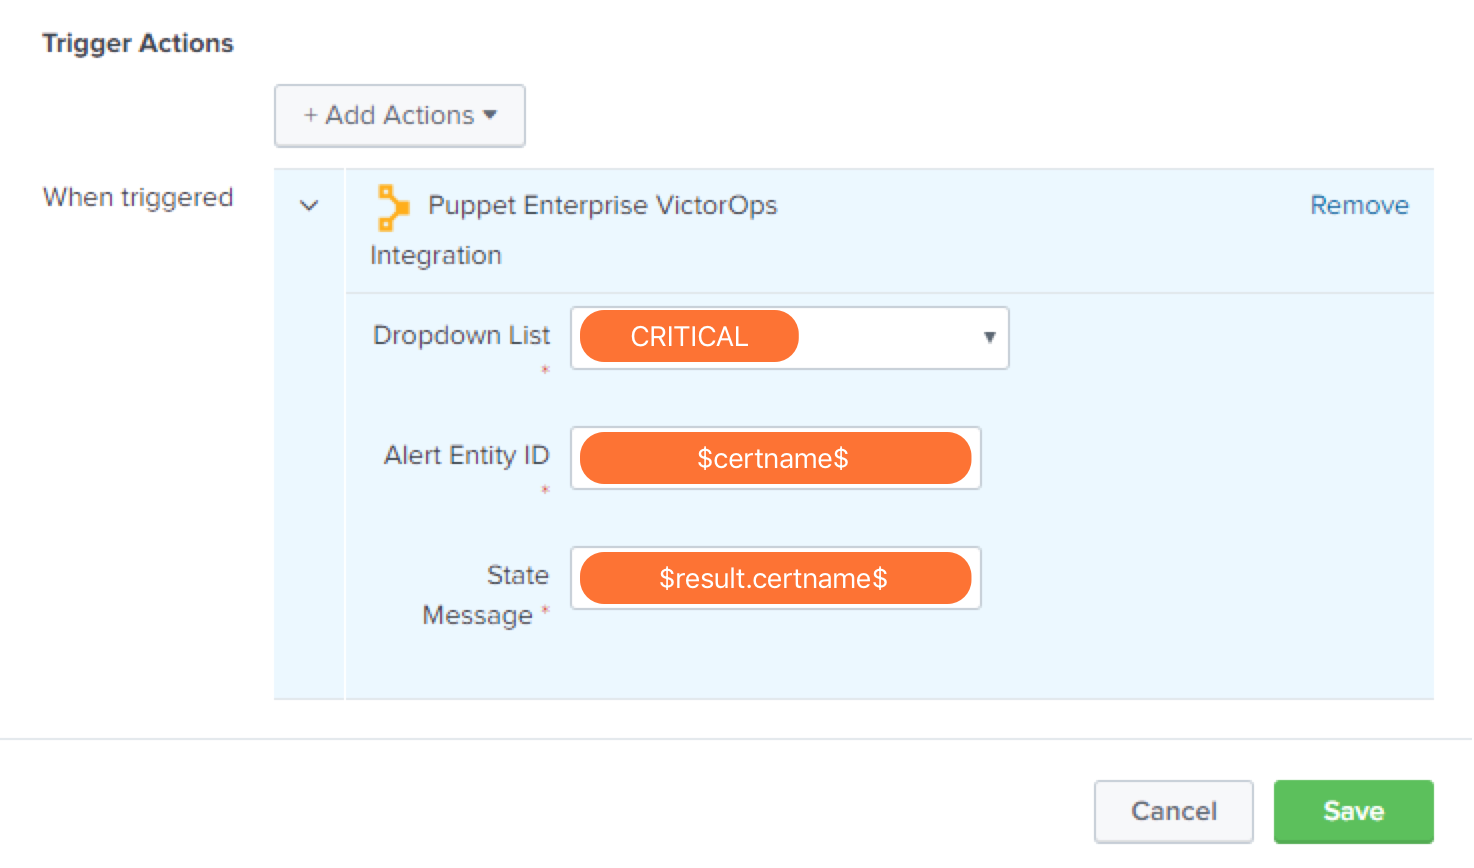 Trigger Actions
+ Add Actions
When triggered
Puppet Enterprise VictorOps
Integration
Remove
Dropdown List
*
CRITICAL
Alert Entity ID
*
$certname$
State
Message *
$result.certname$
Cancel
Save